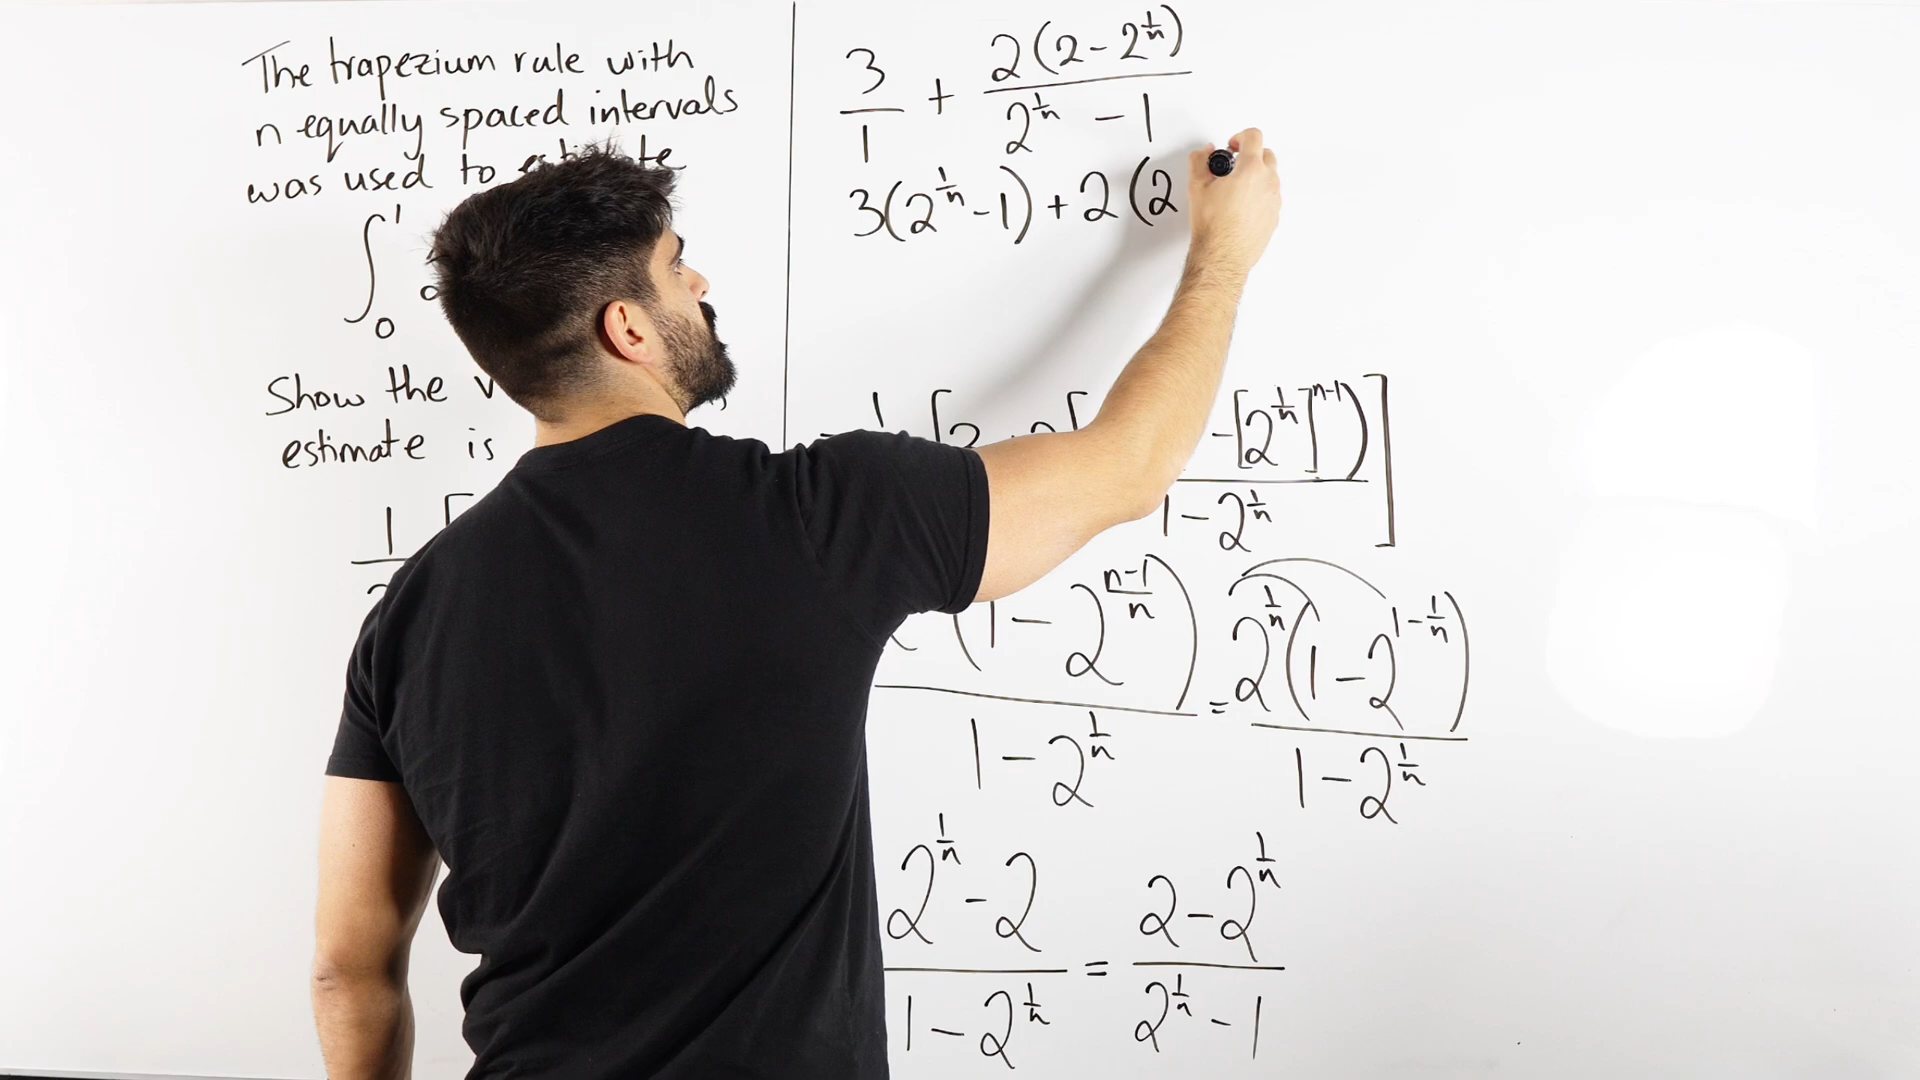 The trapezium rule with
n equally spaced intervals
was used to estimate
∫ 1 0
Show the
estimate is
1
3/1 + 2(2 - 2^(1/n)) / (2^(1/n) - 1)
3(2^(1/n) - 1) + 2(2
- [2^(1/n)]^(n-1))]
1 - 2^(1/n)
(1 - 2^((n-1)/n)) / (1 - 2^(1/n)) = 2^(1/n)(1 - 2^(1 - 1/n)) / (1 - 2^(1/n))
(2^(1/n) - 2) / (1 - 2^(1/n)) = (2 - 2^(1/n)) / (2^(1/n) - 1)